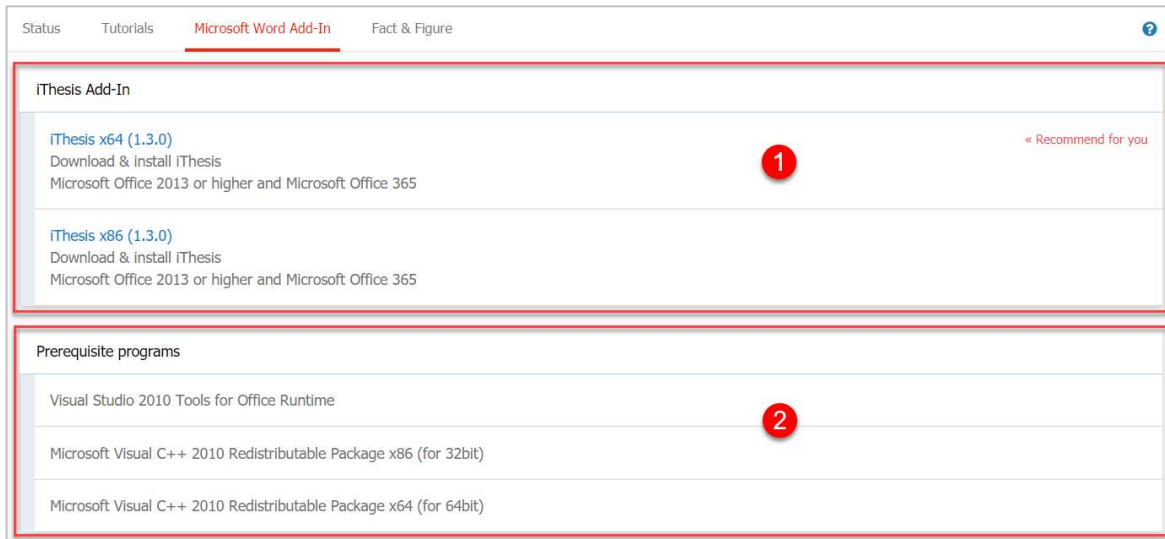 Status Tutorials Microsoft Word Add-In Fact & Figure ?
iThesis Add-In
iThesis x64 (1.3.0) « Recommend for you
Download & install iThesis
Microsoft Office 2013 or higher and Microsoft Office 365
1
iThesis x86 (1.3.0)
Download & install iThesis
Microsoft Office 2013 or higher and Microsoft Office 365
Prerequisite programs
Visual Studio 2010 Tools for Office Runtime
2
Microsoft Visual C++ 2010 Redistributable Package x86 (for 32bit)
Microsoft Visual C++ 2010 Redistributable Package x64 (for 64bit)